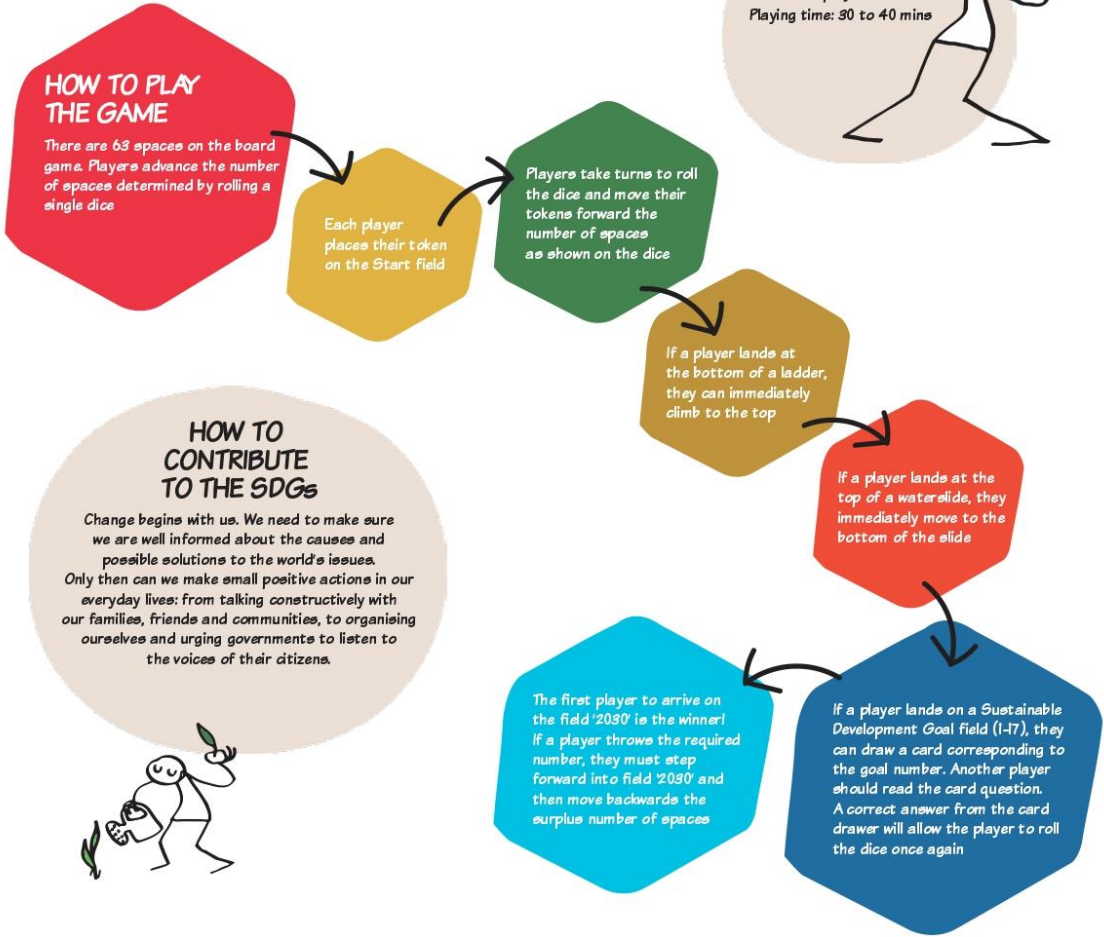 Playing time: 30 to 40 mins
HOW TO PLAY
THE GAME
There are 63 spaces on the board
game. Players advance the number
of spaces determined by rolling a
single dice
Each player
places their token
on the Start field
Players take turns to roll
the dice and move their
tokens forward the
number of spaces
as shown on the dice
If a player lands at
the bottom of a ladder,
they can immediately
climb to the top
If a player lands at the
top of a waterslide, they
immediately move to the
bottom of the slide
If a player lands on a Sustainable
Development Goal field (1-17), they
can draw a card corresponding to
the goal number. Another player
should read the card question.
A correct answer from the card
drawer will allow the player to roll
the dice once again
The first player to arrive on
the field '2030' is the winner!
If a player throws the required
number, they must step
forward into field '2030' and
then move backwards the
surplus number of spaces
HOW TO
CONTRIBUTE
TO THE SDGs
Change begins with us. We need to make sure
we are well informed about the causes and
possible solutions to the world's issues.
Only then can we make small positive actions in our
everyday lives: from talking constructively with
our families, friends and communities, to organising
ourselves and urging governments to listen to
the voices of their citizens.